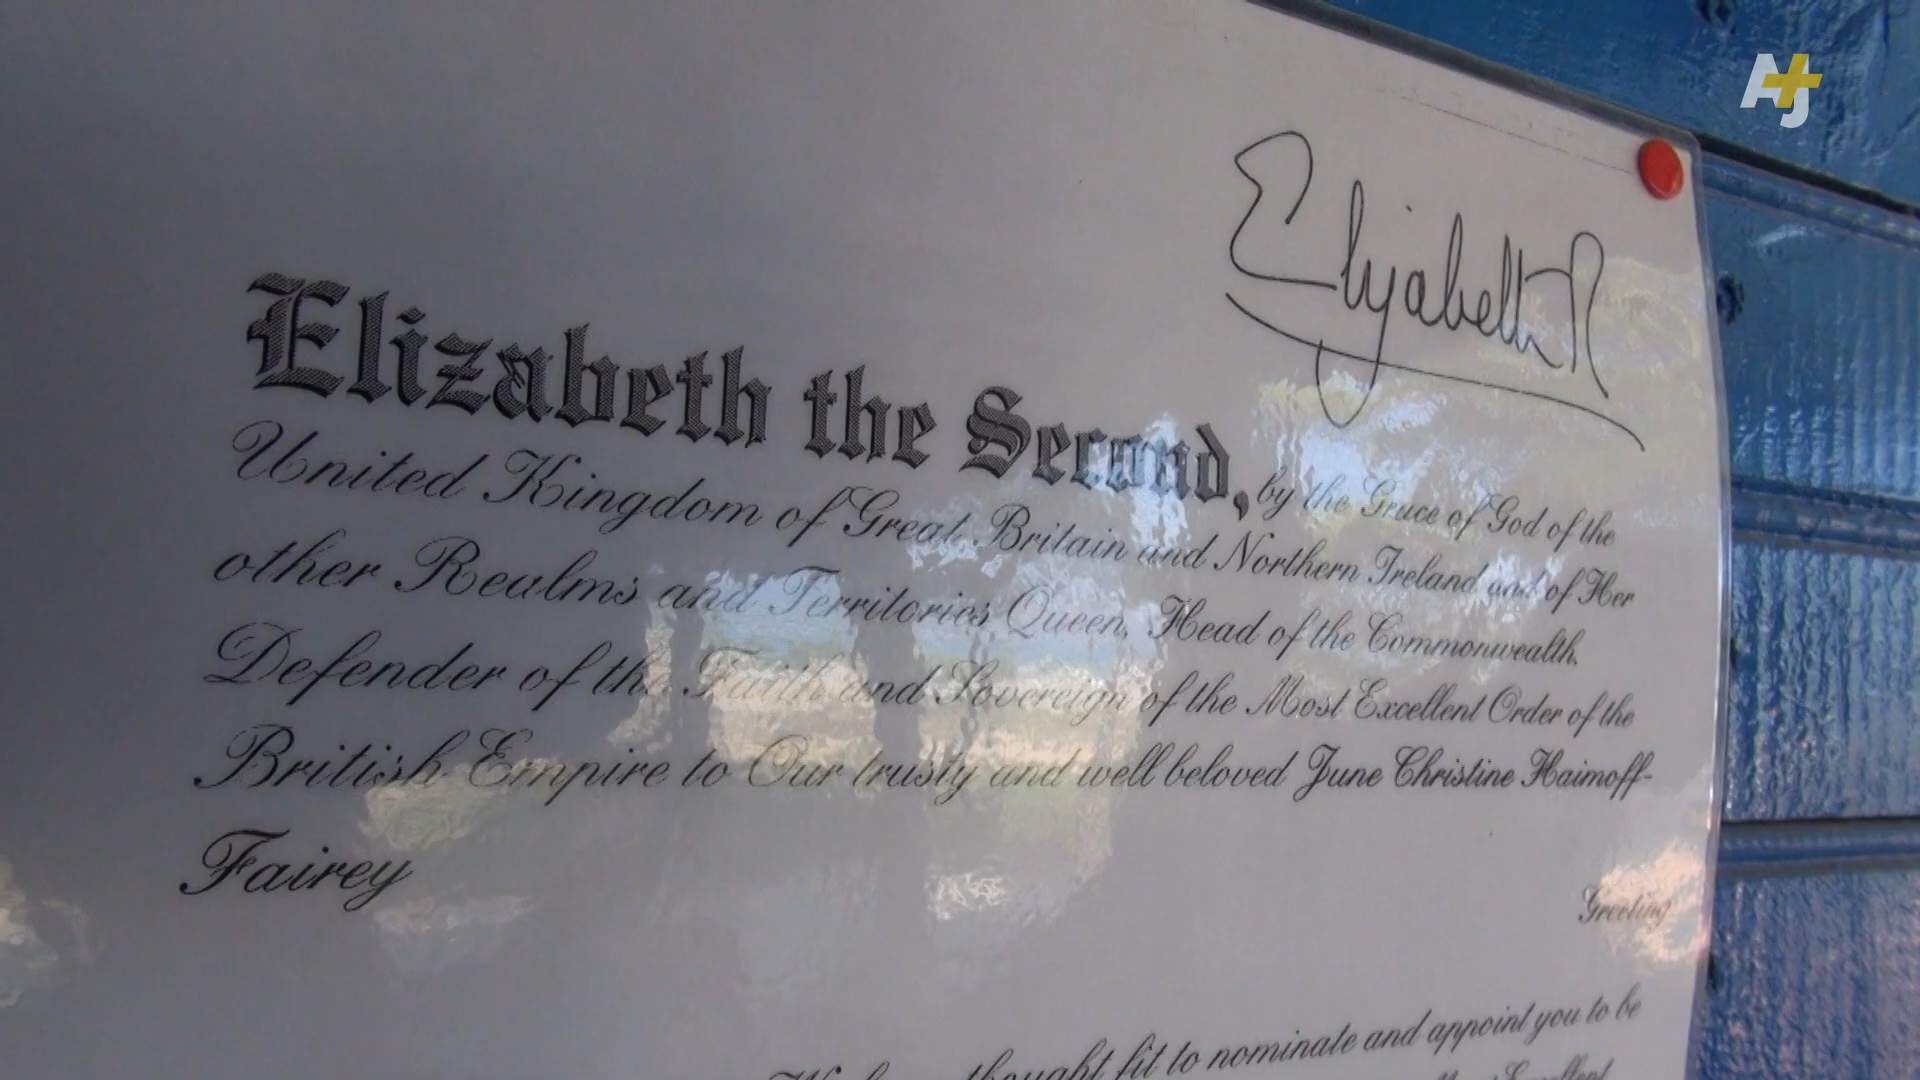 AJ+
Elizabeth R
Elizabeth the Second, by the Grace of God of the
United Kingdom of Great Britain and Northern Ireland and of Her
other Realms and Territories Queen, Head of the Commonwealth,
Defender of the Faith and Sovereign of the Most Excellent Order of the
British Empire to Our trusty and well beloved June Christine Haimoff-
Fairey
Greeting
thought fit to nominate and appoint you to be
Excellent